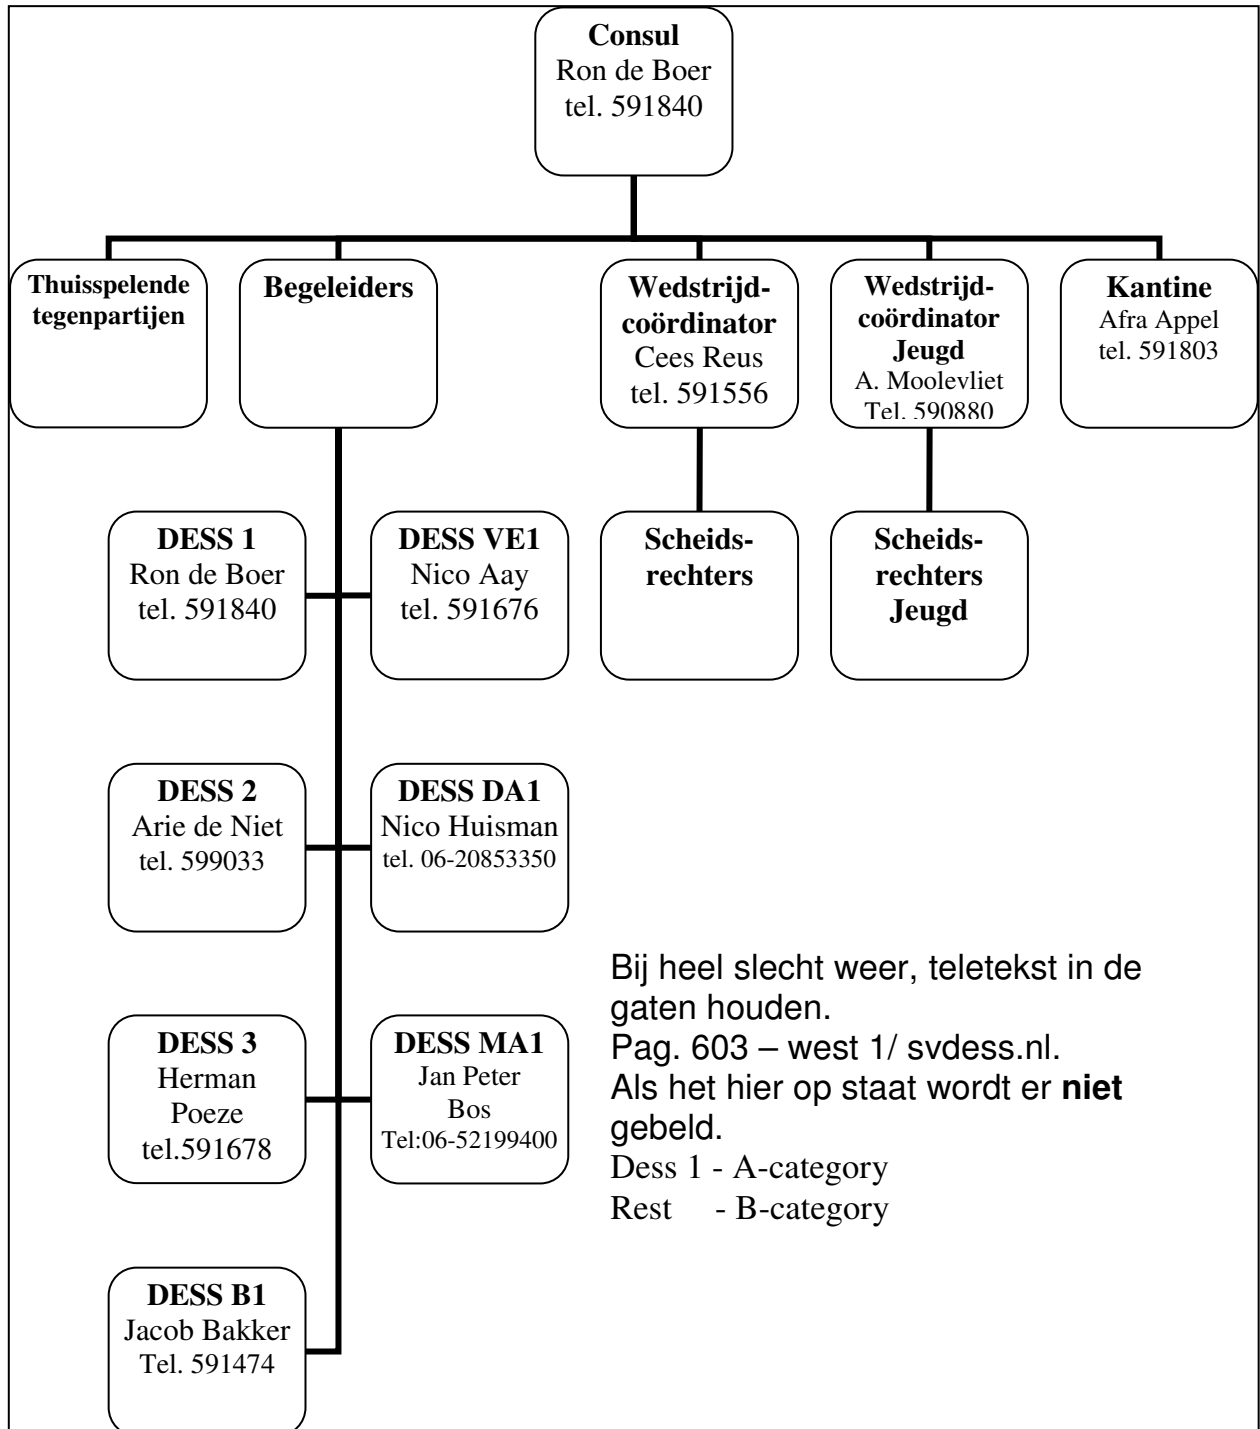 Consul
Ron de Boer
tel. 591840
Thuisspelende
tegenpartijen
Begeleiders
Wedstrijd-
coördinator
Cees Reus
tel. 591556
Wedstrijd-
coördinator
Jeugd
A. Moolevliet
Tel. 590880
Kantine
Afra Appel
tel. 591803
DESS 1
Ron de Boer
tel. 591840
DESS VE1
Nico Aay
tel. 591676
Scheids-
rechters
Scheids-
rechters
Jeugd
DESS 2
Arie de Niet
tel. 599033
DESS DA1
Nico Huisman
tel. 06-20853350
DESS 3
Herman
Poeze
tel.591678
DESS MA1
Jan Peter
Bos
Tel:06-52199400
Bij heel slecht weer, teletekst in de
gaten houden.
Pag. 603 – west 1/ svdess.nl.
Als het hier op staat wordt er niet
gebeld.
Dess 1 - A-category
Rest - B-category
DESS B1
Jacob Bakker
Tel. 591474